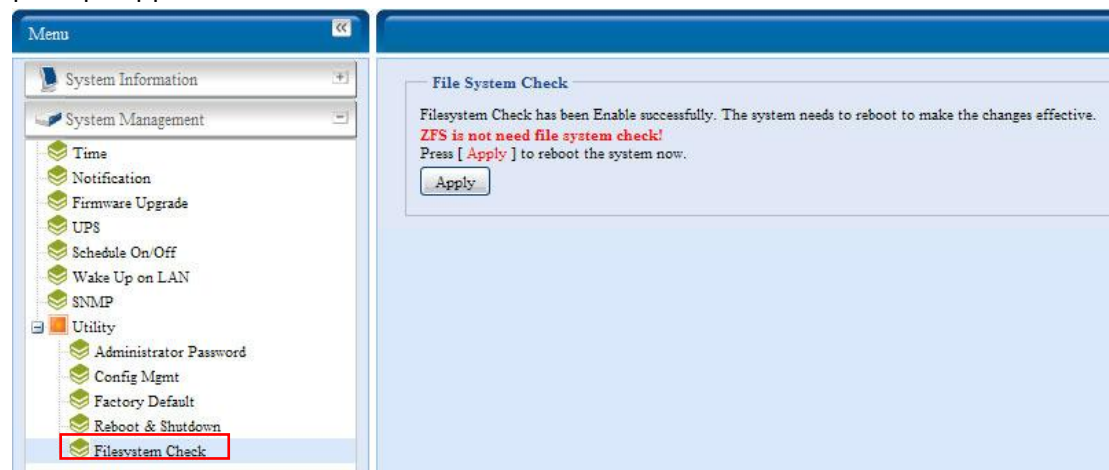 Menu
System Information
System Management
Time
Notification
Firmware Upgrade
UPS
Schedule On/Off
Wake Up on LAN
SNMP
Utility
Administrator Password
Config Mgmt
Factory Default
Reboot & Shutdown
Filesystem Check
File System Check
Filesystem Check has been Enable successfully. The system needs to reboot to make the changes effective.
ZFS is not need file system check!
Press [ Apply ] to reboot the system now.
Apply